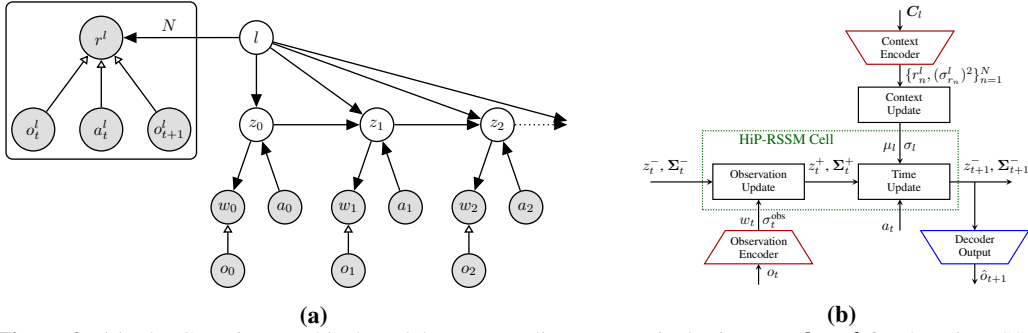 N
r^l
l
o_t^l
a_t^l
o_{t+1}^l
z_0
z_1
z_2
w_0
a_0
w_1
a_1
w_2
a_2
o_0
o_1
o_2
(a)
C_l
Context
Encoder
{r_n^l, (σ_{r_n}^l)^2}_{n=1}^N
Context
Update
HiP-RSSM Cell
μ_l σ_l
z_t^-, Σ_t^-
Observation
Update
z_t^+, Σ_t^+
Time
Update
z_{t+1}^-, Σ_{t+1}^-
w_t σ_t^obs
a_t
Observation
Encoder
Decoder
Output
o_t
ô_{t+1}
(b)